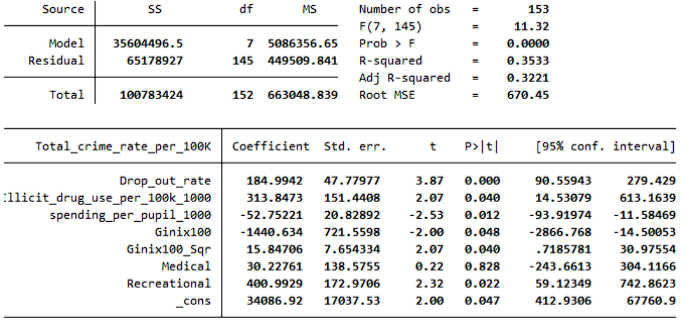 Source SS df MS Number of obs = 153
F(7, 145) = 11.32
Model 35604496.5 7 5086356.65 Prob > F = 0.0000
Residual 65178927 145 449509.841 R-squared = 0.3533
Adj R-squared = 0.3221
Total 100783424 152 663048.839 Root MSE = 670.45
Total_crime_rate_per_100K Coefficient Std. err. t P>|t| [95% conf. interval]
Drop_out_rate 184.9942 47.77977 3.87 0.000 90.55943 279.429
:llicit_drug_use_per_100k_1000 313.8473 151.4408 2.07 0.040 14.53079 613.1639
spending_per_pupil_1000 -52.75221 20.82892 -2.53 0.012 -93.91974 -11.58469
Ginix100 -1440.634 721.5598 -2.00 0.048 -2866.768 -14.50053
Ginix100_Sqr 15.84706 7.654334 2.07 0.040 .7185781 30.97554
Medical 30.22761 138.5755 0.22 0.828 -243.6613 304.1166
Recreational 400.9929 172.9706 2.32 0.022 59.12349 742.8623
_cons 34086.92 17037.53 2.00 0.047 412.9306 67760.9